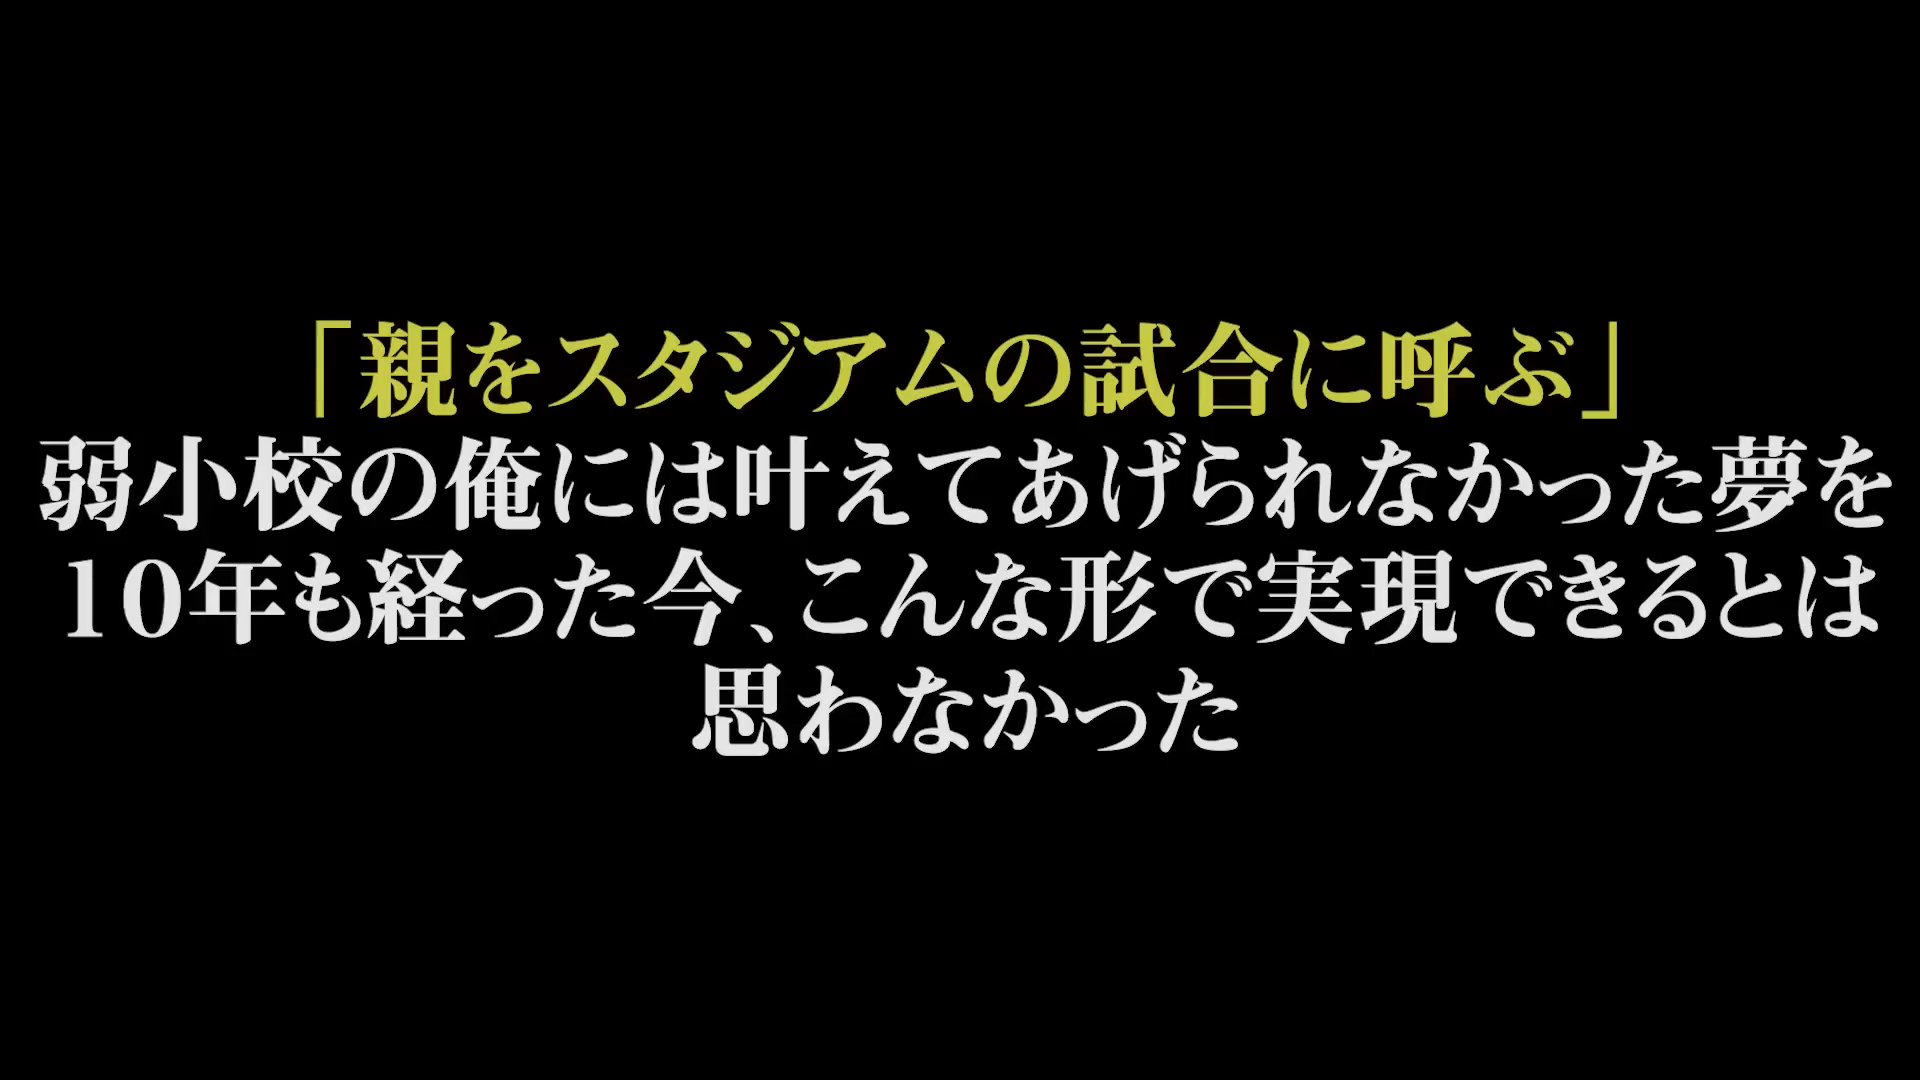 「親をスタジアムの試合に呼ぶ」
弱小校の俺には叶えてあげられなかった夢を
10年も経った今、こんな形で実現できるとは
思わなかった